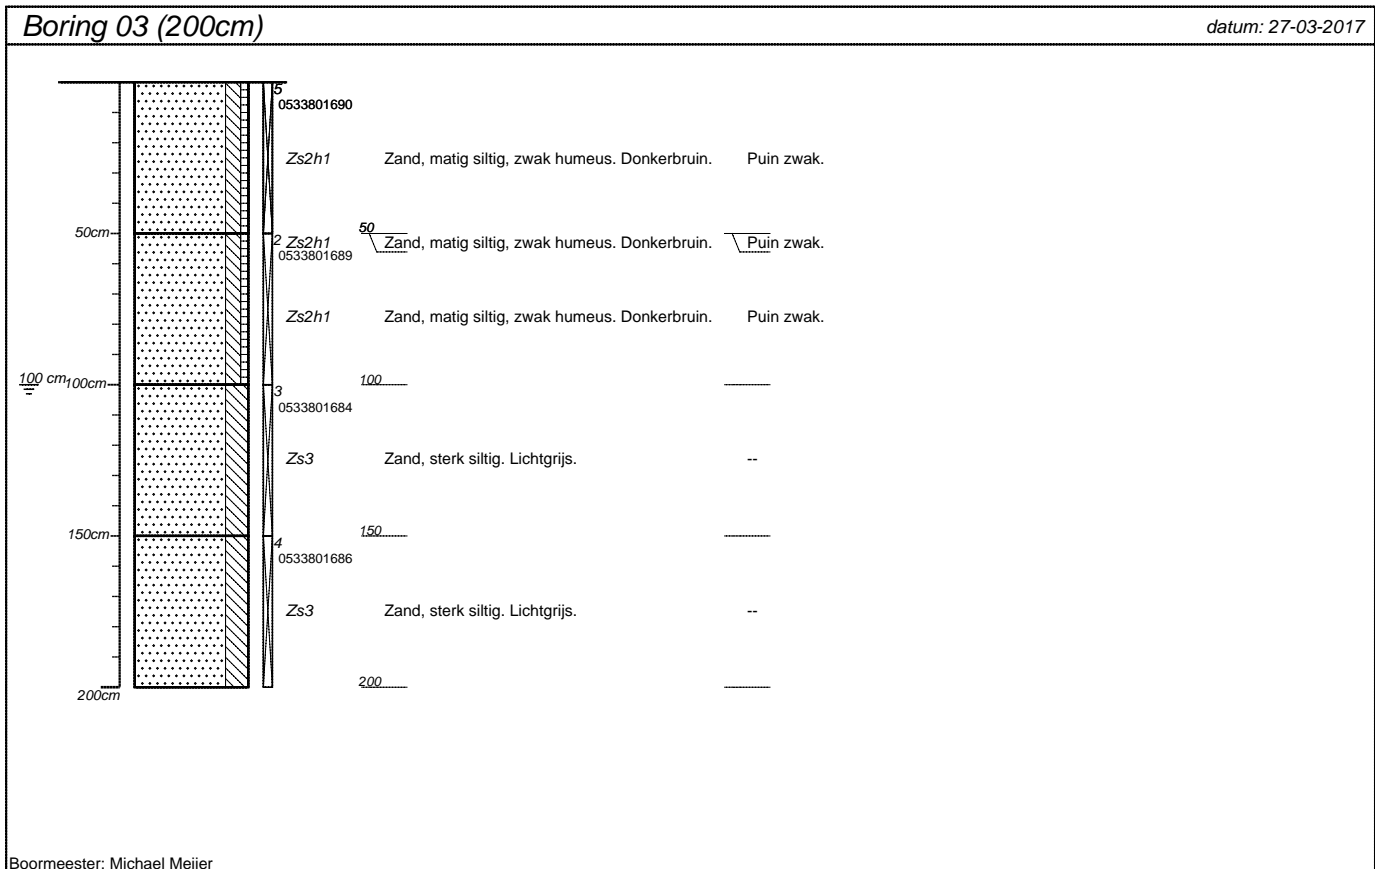 Boring 03 (200cm) datum: 27-03-2017
5
0533801690
Zs2h1 Zand, matig siltig, zwak humeus. Donkerbruin. Puin zwak.
50cm 50
2 Zs2h1 Zand, matig siltig, zwak humeus. Donkerbruin. Puin zwak.
0533801689
Zs2h1 Zand, matig siltig, zwak humeus. Donkerbruin. Puin zwak.
100 cm 100cm 100
3
0533801684
Zs3 Zand, sterk siltig. Lichtgrijs. --
150cm 150
4
0533801686
Zs3 Zand, sterk siltig. Lichtgrijs. --
200cm 200
Boormeester: Michael Meijer